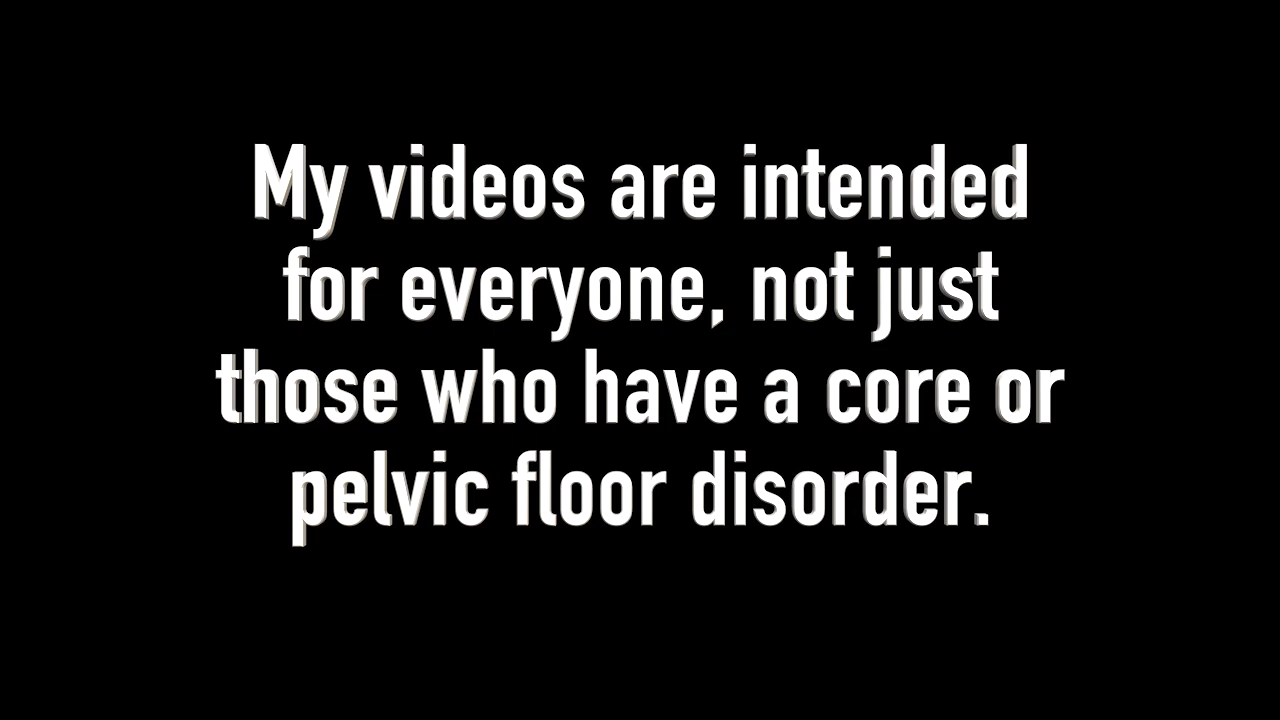 My videos are intended
for everyone, not just
those who have a core or
pelvic floor disorder.